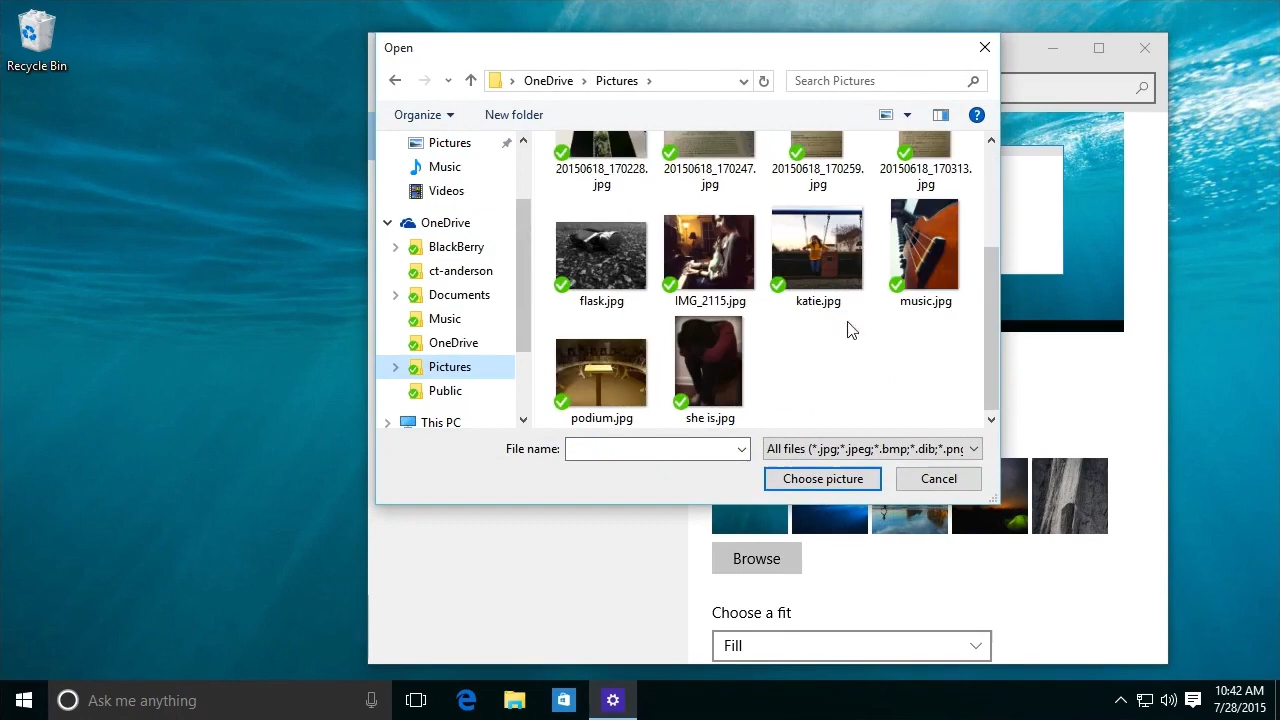 Recycle Bin
Open
OneDrive
Pictures
Search Pictures
Organize
New folder
Pictures
Music
Videos
OneDrive
BlackBerry
ct-anderson
Documents
Music
OneDrive
Pictures
Public
This PC
20150618_170228.
jpg
20150618_170247.
jpg
20150618_170259.
jpg
20150618_170313.
jpg
flask.jpg
IMG_2115.jpg
katie.jpg
music.jpg
podium.jpg
she is.jpg
File name:
All files (*.jpg;*.jpeg;*.bmp;*.dib;*.png
Choose picture
Cancel
Browse
Choose a fit
Fill
Ask me anything
10:42 AM
7/28/2015